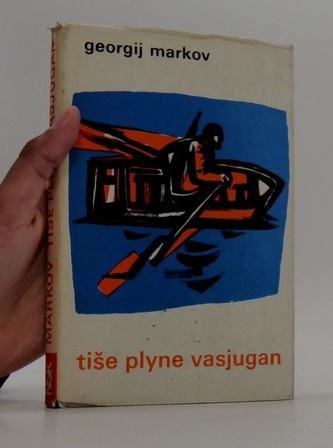 georgij markov
tiše plyne vasjugan
MARKOV TIŠE PLYNE VASJUGAN